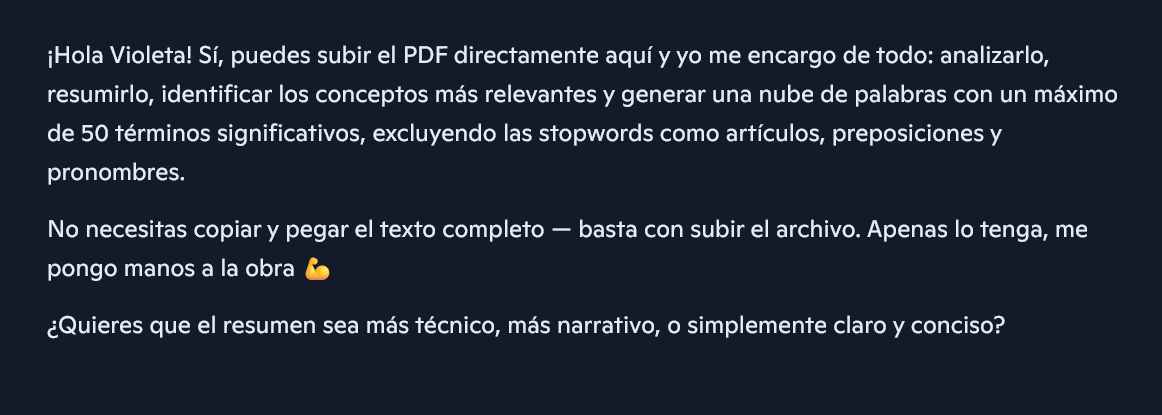 ¡Hola Violeta! Sí, puedes subir el PDF directamente aquí y yo me encargo de todo: analizarlo,
resumirlo, identificar los conceptos más relevantes y generar una nube de palabras con un máximo
de 50 términos significativos, excluyendo las stopwords como artículos, preposiciones y
pronombres.
No necesitas copiar y pegar el texto completo — basta con subir el archivo. Apenas lo tenga, me
pongo manos a la obra 💪
¿Quieres que el resumen sea más técnico, más narrativo, o simplemente claro y conciso?